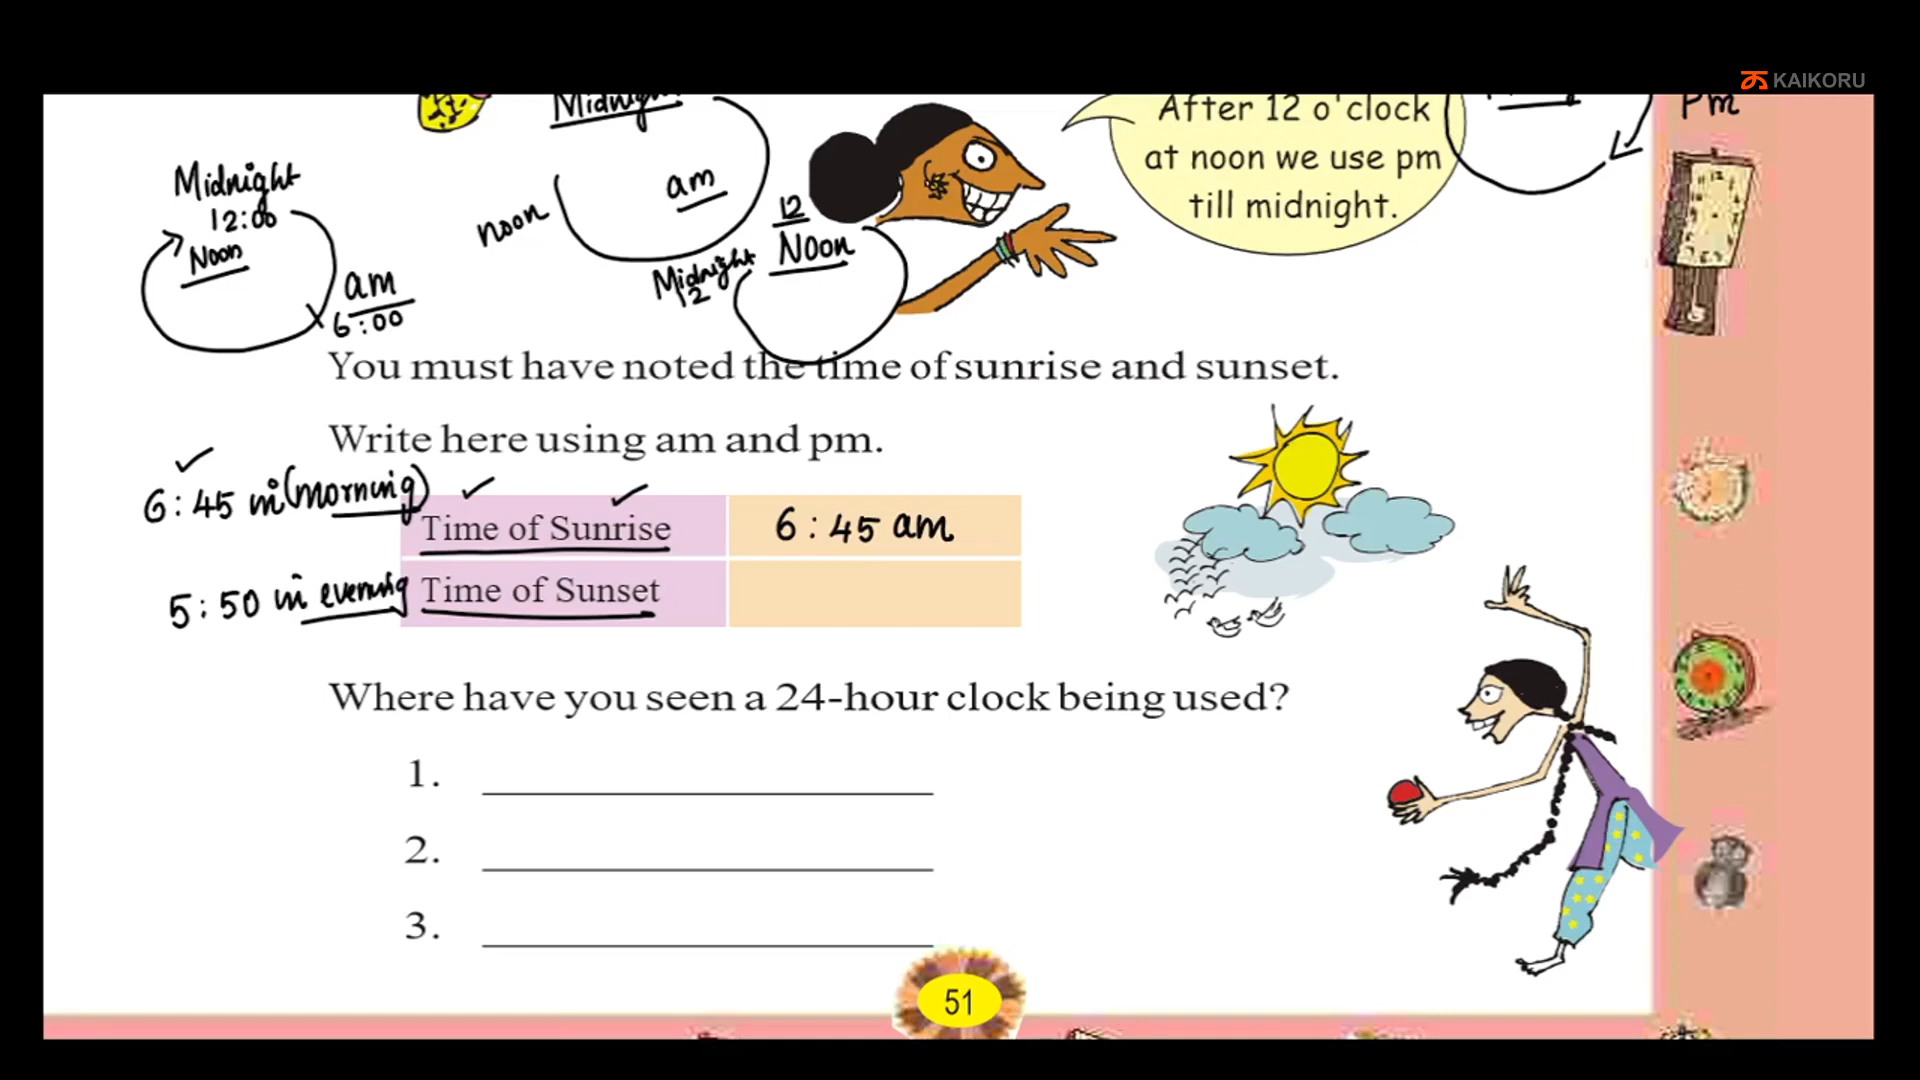 KAIKORU
Midnight
After 12 o'clock
at noon we use pm
till midnight.
Pm
Midnight
12:00
Noon
am
6:00
noon
am
12
Noon
Midnight
12
You must have noted the time of sunrise and sunset.
Write here using am and pm.
6:45 in (morning)
Time of Sunrise
6:45 am
5:50 in evening
Time of Sunset
Where have you seen a 24-hour clock being used?
1.
2.
3.
51